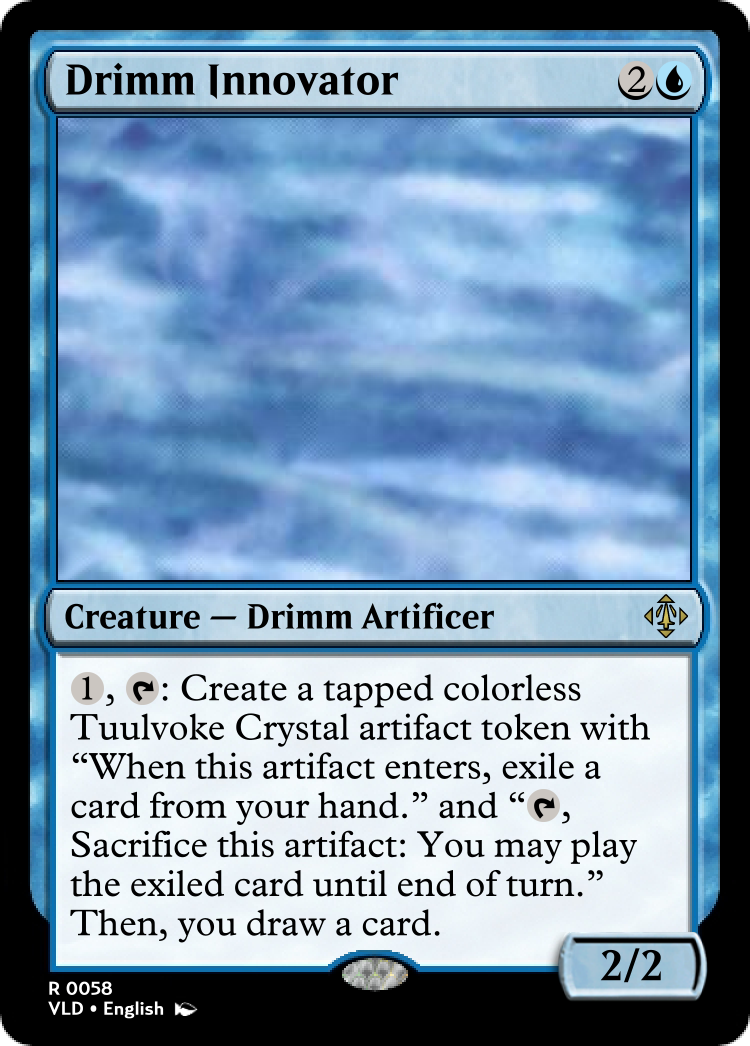 Drimm Innovator 2
Creature — Drimm Artificer
1, : Create a tapped colorless
Tuulvoke Crystal artifact token with
“When this artifact enters, exile a
card from your hand.” and “ ,
Sacrifice this artifact: You may play
the exiled card until end of turn.”
Then, you draw a card.
2/2
R 0058
VLD • English